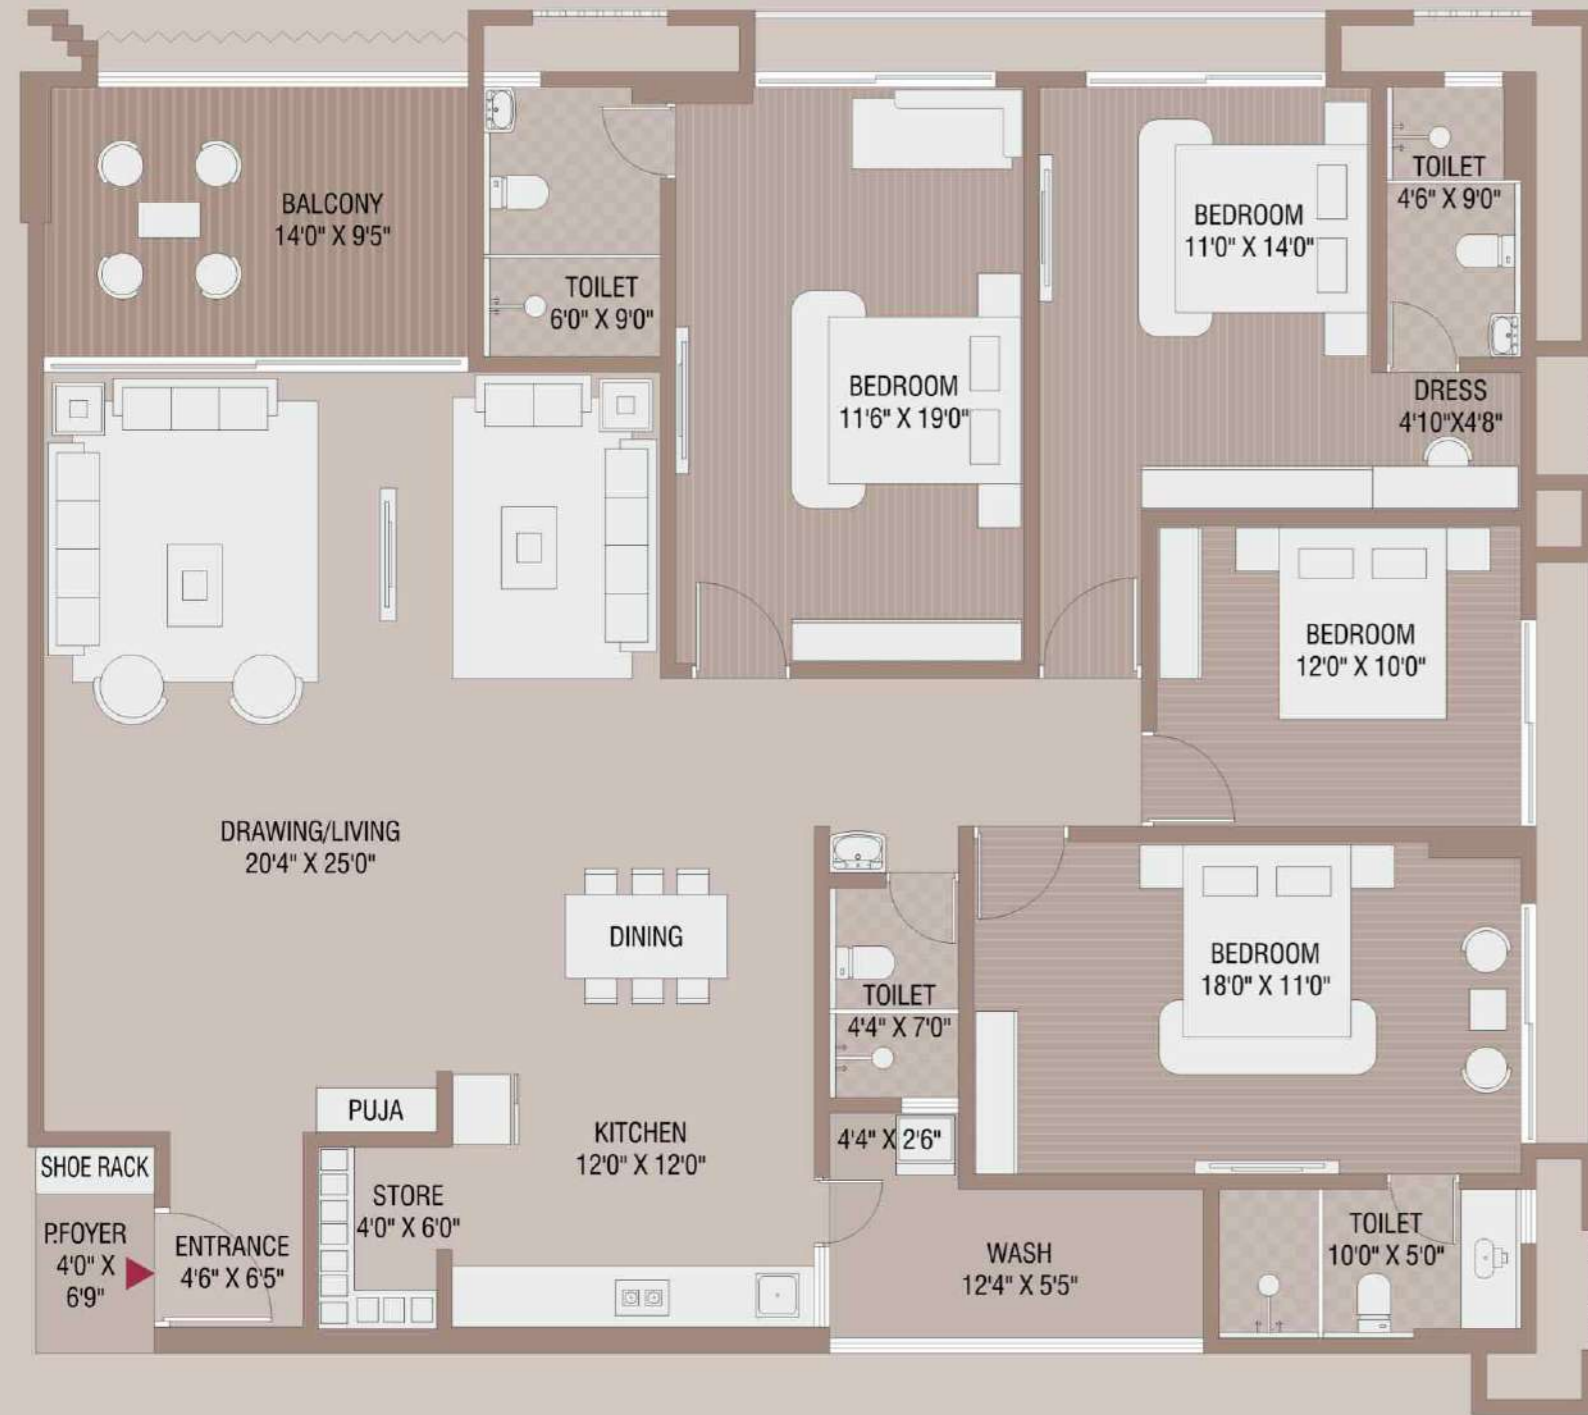 BALCONY
14'0" X 9'5"
TOILET
6'0" X 9'0"
BEDROOM
11'6" X 19'0"
BEDROOM
11'0" X 14'0"
TOILET
4'6" X 9'0"
DRESS
4'10"X4'8"
BEDROOM
12'0" X 10'0"
DRAWING/LIVING
20'4" X 25'0"
DINING
TOILET
4'4" X 7'0"
BEDROOM
18'0" X 11'0"
PUJA
KITCHEN
12'0" X 12'0"
4'4" X 2'6"
SHOE RACK
STORE
4'0" X 6'0"
P.FOYER
4'0" X
6'9"
ENTRANCE
4'6" X 6'5"
WASH
12'4" X 5'5"
TOILET
10'0" X 5'0"